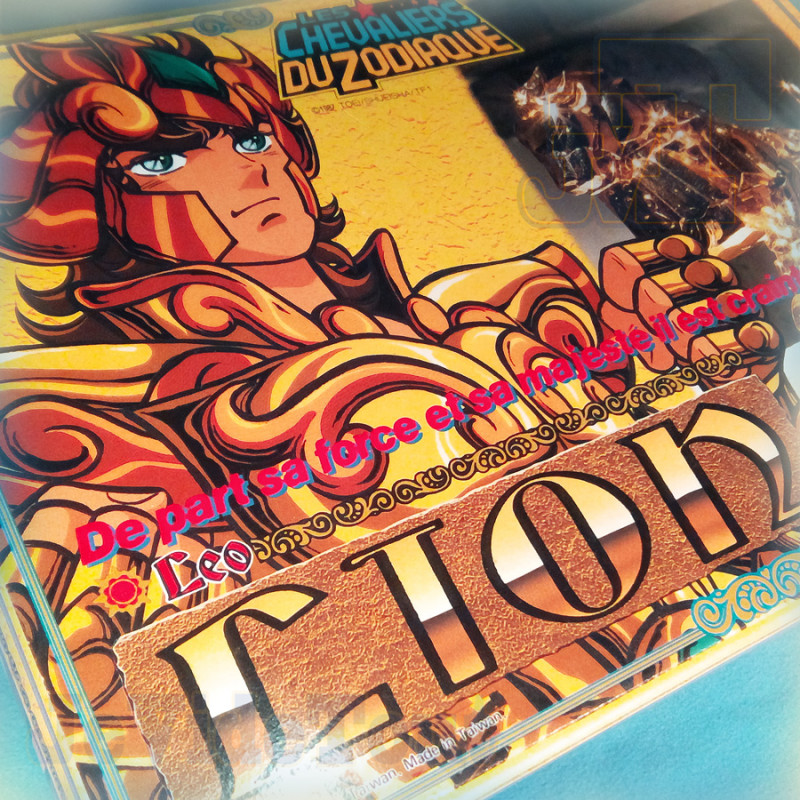 LES
CHEVALIERS
DU ZODIAQUE
De part sa force et sa majesté il est craint
Leo
LION
Taiwan. Made in Taiwan